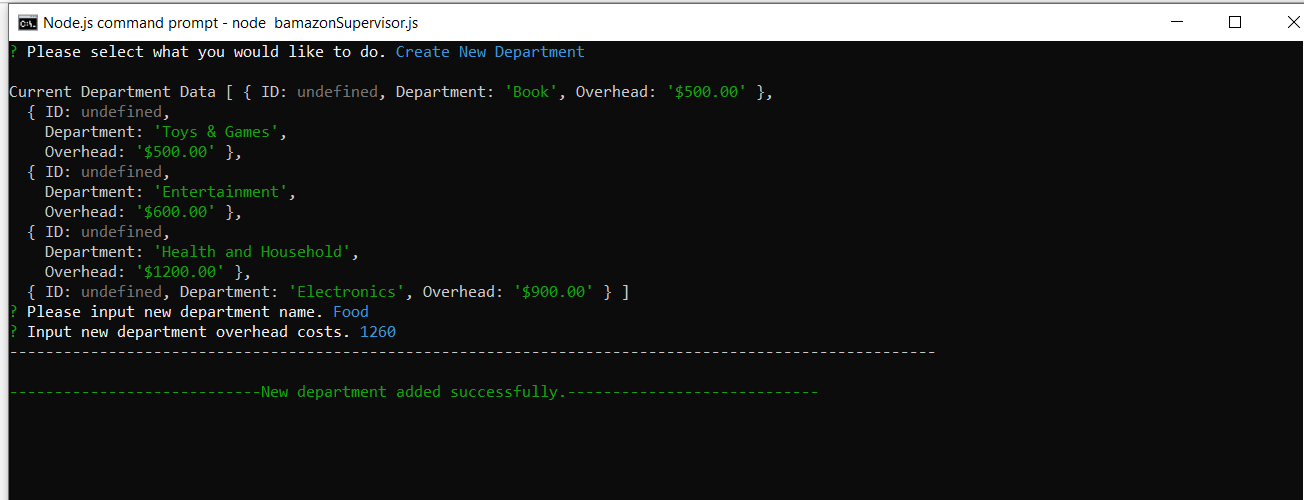 Node.js command prompt - node  bamazonSupervisor.js
? Please select what you would like to do. Create New Department
Current Department Data [ { ID: undefined, Department: 'Book', Overhead: '$500.00' },
  { ID: undefined,
    Department: 'Toys & Games',
    Overhead: '$500.00' },
  { ID: undefined,
    Department: 'Entertainment',
    Overhead: '$600.00' },
  { ID: undefined,
    Department: 'Health and Household',
    Overhead: '$1200.00' },
  { ID: undefined, Department: 'Electronics', Overhead: '$900.00' } ]
? Please input new department name. Food
? Input new department overhead costs. 1260
-------------------------------------------------------------------------------------------------------
----------------------------New department added successfully.----------------------------